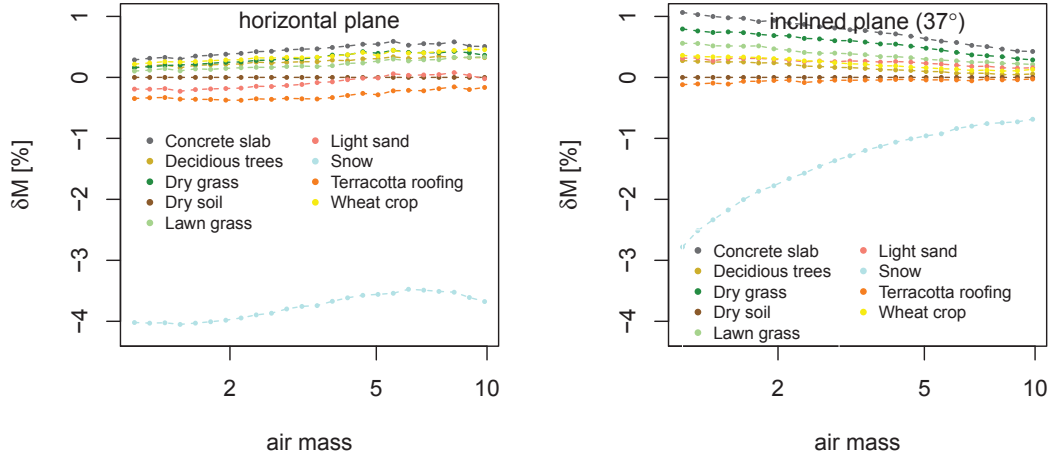 horizontal plane
1
0
−1
−2
−3
−4
δM [%]
Concrete slab
Decidious trees
Dry grass
Dry soil
Lawn grass
Light sand
Snow
Terracotta roofing
Wheat crop
2 5 10
air mass
inclined plane (37°)
1
0
−1
−2
−3
−4
δM [%]
Concrete slab
Decidious trees
Dry grass
Dry soil
Lawn grass
Light sand
Snow
Terracotta roofing
Wheat crop
2 5 10
air mass